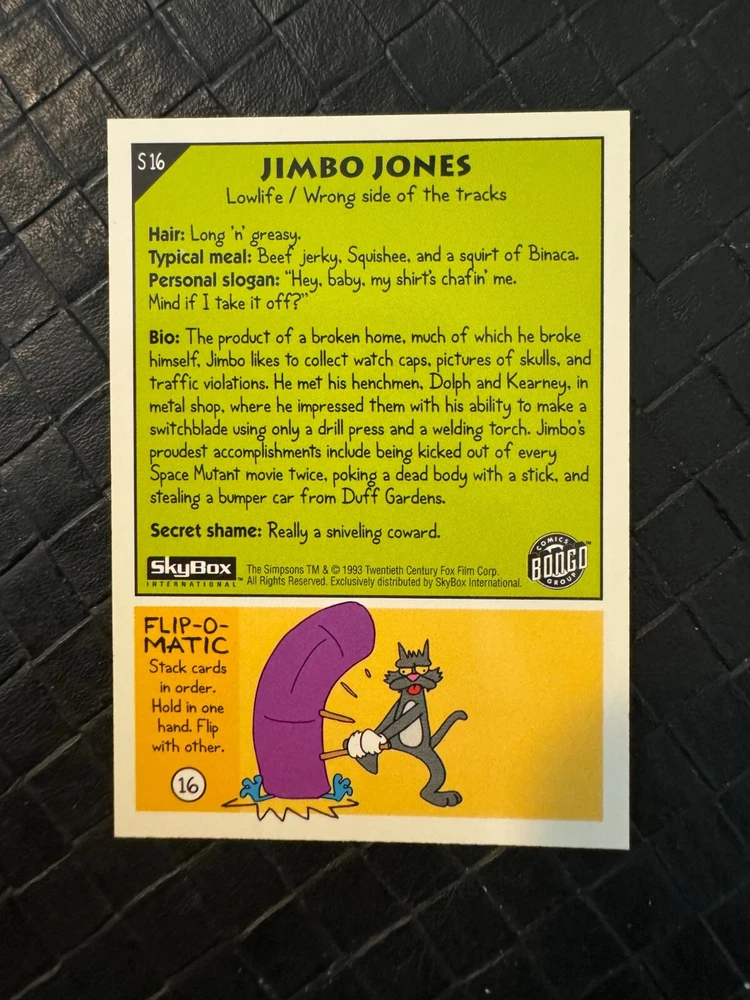 S16
JIMBO JONES
Lowlife / Wrong side of the tracks
Hair: Long 'n' greasy.
Typical meal: Beef jerky, Squishee, and a squirt of Binaca.
Personal slogan: "Hey, baby, my shirt's chafin' me.
Mind if I take it off?"
Bio: The product of a broken home, much of which he broke
himself, Jimbo likes to collect watch caps, pictures of skulls, and
traffic violations. He met his henchmen, Dolph and Kearney, in
metal shop, where he impressed them with his ability to make a
switchblade using only a drill press and a welding torch. Jimbo's
proudest accomplishments include being kicked out of every
Space Mutant movie twice, poking a dead body with a stick, and
stealing a bumper car from Duff Gardens.
Secret shame: Really a sniveling coward.
SkyBox
INTERNATIONAL™
The Simpsons TM & © 1993 Twentieth Century Fox Film Corp.
All Rights Reserved. Exclusively distributed by SkyBox International.
COMICS
BONGO™
GROUP
FLIP-O-
MATIC
Stack cards
in order.
Hold in one
hand. Flip
with other.
16